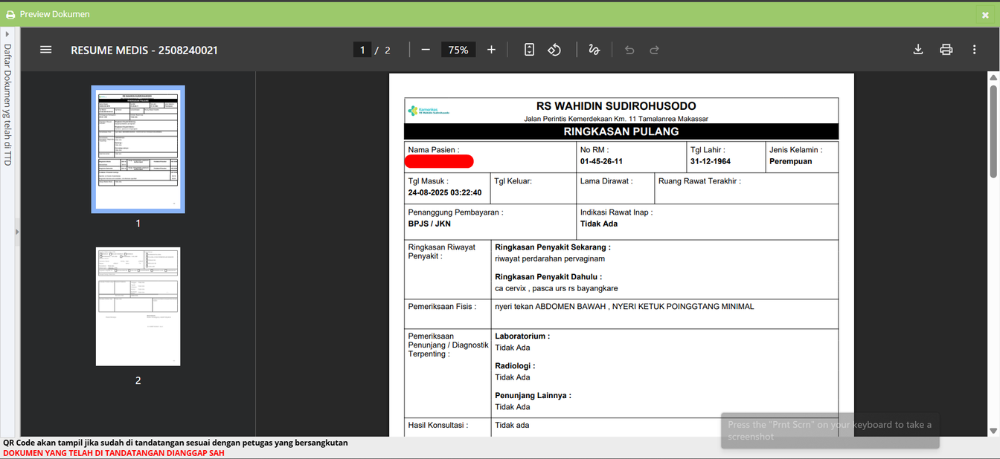 Preview Dokumen
Daftar Dokumen yg telah di TTD
RESUME MEDIS - 2508240021
1 / 2
75%
1
2
Kemenkes
RS Wahidin Sudirohusodo
RS WAHIDIN SUDIROHUSODO
Jalan Perintis Kemerdekaan Km. 11 Tamalanrea Makassar
RINGKASAN PULANG
Nama Pasien :
No RM :
01-45-26-11
Tgl Lahir :
31-12-1964
Jenis Kelamin :
Perempuan
Tgl Masuk :
24-08-2025 03:22:40
Tgl Keluar:
Lama Dirawat :
Ruang Rawat Terakhir :
Penanggung Pembayaran :
BPJS / JKN
Indikasi Rawat Inap :
Tidak Ada
Ringkasan Riwayat
Penyakit :
Ringkasan Penyakit Sekarang :
riwayat perdarahan pervaginam
Ringkasan Penyakit Dahulu :
ca cervix , pasca urs rs bayangkare
Pemeriksaan Fisis :
nyeri tekan ABDOMEN BAWAH , NYERI KETUK POINGGTANG MINIMAL
Pemeriksaan
Penunjang / Diagnostik
Terpenting :
Laboratorium :
Tidak Ada
Radiologi :
Tidak Ada
Penunjang Lainnya :
Tidak Ada
Hasil Konsultasi :
Tidak ada
Press the "Prnt Scrn" on your keyboard to take a
screenshot
QR Code akan tampil jika sudah di tandatangan sesuai dengan petugas yang bersangkutan
DOKUMEN YANG TELAH DI TANDATANGAN DIANGGAP SAH